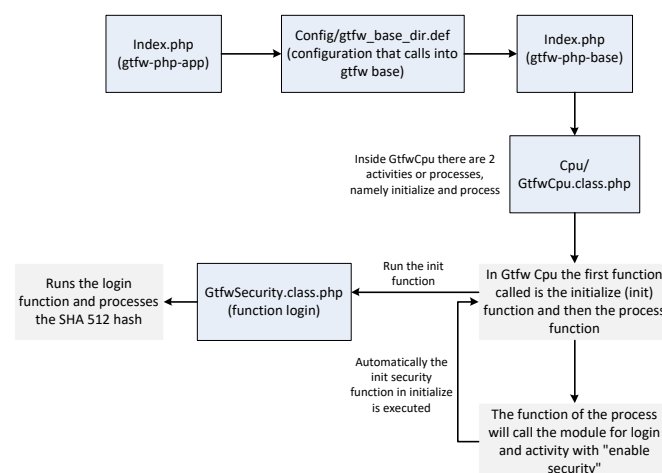 Index.php
(gtfw-php-app)
Config/gtfw_base_dir.def
(configuration that calls into
gtfw base)
Index.php
(gtfw-php-base)
Inside GtfwCpu there are 2
activities or processes,
namely initialize and process
Cpu/
GtfwCpu.class.php
Runs the login
function and processes
the SHA 512 hash
GtfwSecurity.class.php
(function login)
Run the init
function
In Gtfw Cpu the first function
called is the initialize (init)
function and then the process
function
Automatically the
init security
function in initialize
is executed
The function of the process
will call the module for login
and activity with "enable
security"